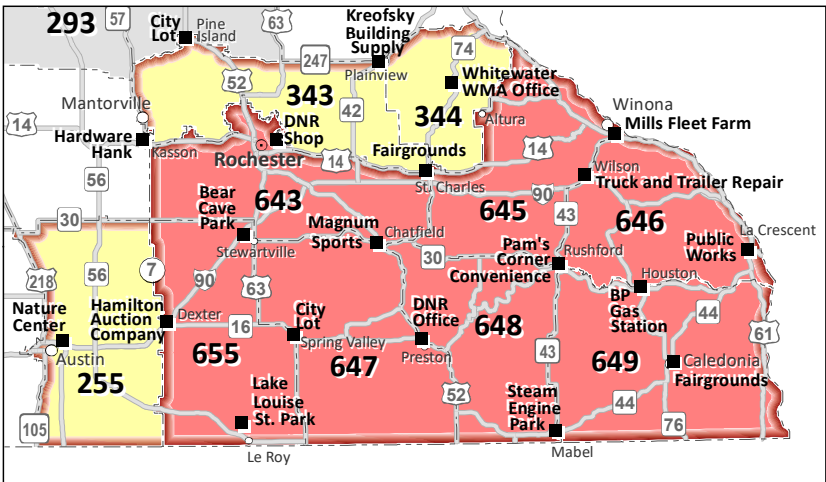 293
57
City
Lot
Pine
Island
63
Kreofsky
Building
Supply
247
74
Plainview
Whitewater
WMA Office
52
343
42
344
Mantorville
14
Hardware
Hank
Kasson
DNR
Shop
Rochester
14
Fairgrounds
Altura
14
Winona
Mills Fleet Farm
56
St. Charles
90
Wilson
Truck and Trailer Repair
Bear
Cave
Park
643
645
43
646
30
Magnum
Sports
Chatfield
La Crescent
Stewartville
30
Pam's
Corner
Convenience
Rushford
Public
Works
218
56
7
90
63
Houston
Nature
Center
Hamilton
Auction
Company
Dexter
16
City
Lot
Spring Valley
DNR
Office
Preston
648
BP
Gas
Station
44
61
Austin
255
655
647
43
649
Caledonia
Fairgrounds
Lake
Louise
St. Park
52
Steam
Engine
Park
44
76
105
Le Roy
Mabel